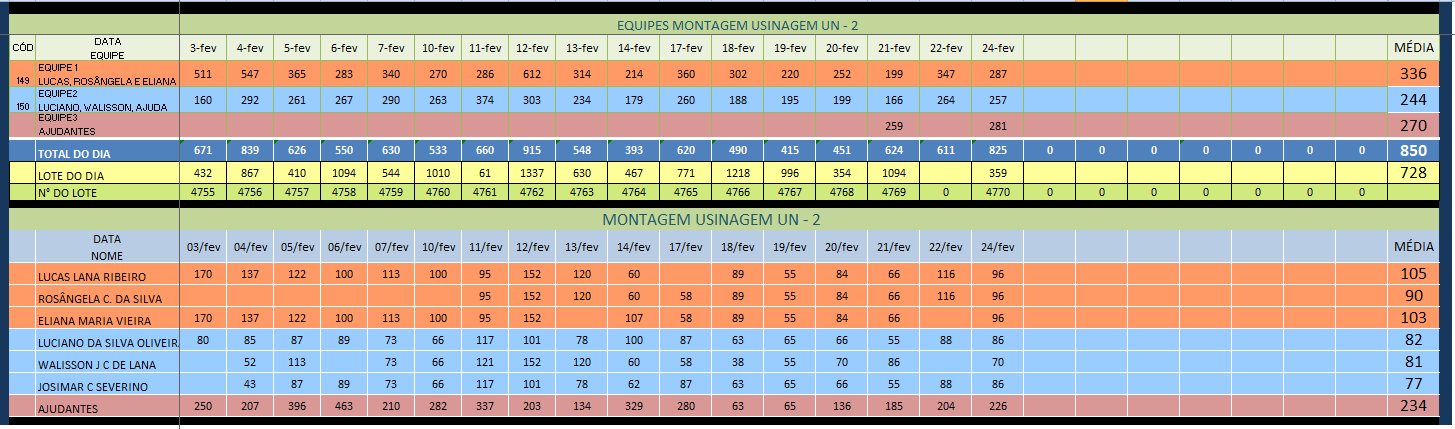 EQUIPES MONTAGEM USINAGEM UN - 2
CÓD DATA EQUIPE 3-fev 4-fev 5-fev 6-fev 7-fev 10-fev 11-fev 12-fev 13-fev 14-fev 17-fev 18-fev 19-fev 20-fev 21-fev 22-fev 24-fev MÉDIA
149 EQUIPE 1 LUCAS, ROSÂNGELA E ELIANA 511 547 365 283 340 270 286 612 314 214 360 302 220 252 199 347 287 336
150 EQUIPE2 LUCIANO, WALISSON, AJUDA 160 292 261 267 290 263 374 303 234 179 260 188 195 199 166 264 257 244
EQUIPE3 AJUDANTES 259 281 270
TOTAL DO DIA 671 839 626 550 630 533 660 915 548 393 620 490 415 451 624 611 825 0 0 0 0 0 0 0 850
LOTE DO DIA 432 867 410 1094 544 1010 61 1337 630 467 771 1218 996 354 1094 359 728
N° DO LOTE 4755 4756 4757 4758 4759 4760 4761 4762 4763 4764 4765 4766 4767 4768 4769 0 4770 0 0 0 0 0 0 0
MONTAGEM USINAGEM UN - 2
DATA NOME 03/fev 04/fev 05/fev 06/fev 07/fev 10/fev 11/fev 12/fev 13/fev 14/fev 17/fev 18/fev 19/fev 20/fev 21/fev 22/fev 24/fev MÉDIA
LUCAS LANA RIBEIRO 170 137 122 100 113 100 95 152 120 60 89 55 84 66 116 96 105
ROSÂNGELA C. DA SILVA 95 152 120 60 58 89 55 84 66 116 96 90
ELIANA MARIA VIEIRA 170 137 122 100 113 100 95 152 107 58 89 55 84 66 96 103
LUCIANO DA SILVA OLIVEIR 80 85 87 89 73 66 117 101 78 100 87 63 65 66 55 88 86 82
WALISSON J C DE LANA 52 113 73 66 121 152 120 60 58 38 55 70 86 70 81
JOSIMAR C SEVERINO 43 87 89 73 66 117 101 78 62 87 63 65 66 55 88 86 77
AJUDANTES 250 207 396 463 210 282 337 203 134 329 280 63 65 136 185 204 226 234